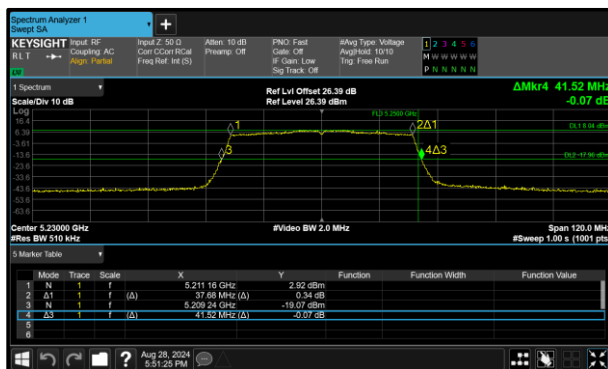 Spectrum Analyzer 1
Swept SA
+
KEYSIGHT Input: RF Input Z: 50 Ω Atten: 10 dB PNO: Fast #Avg Type: Voltage 1 2 3 4 5 6
RLT Coupling: AC Corr CCorr RCal Preamp: Off Gate: Off Avg|Hold: 10/10 M W W W W W
Align: Partial Freq Ref: Int (S) IF Gain: Low Trig: Free Run P N N N N N
Sig Track: Off
1 Spectrum Ref Lvl Offset 26.39 dB ΔMkr4 41.52 MHz
Scale/Div 10 dB Ref Level 26.39 dBm -0.07 dB
Log
16.4
6.39
-3.61
-13.6
-23.6
-33.6
-43.6
-53.6
-63.6
1
2Δ1
3
4Δ3
Center 5.23000 GHz #Video BW 2.0 MHz Span 120.0 MHz
#Res BW 510 kHz #Sweep 1.00 s (1001 pts
5 Marker Table
Mode Trace Scale X Y Function Function Width Function Value
1 N 1 f 5.211 16 GHz 2.92 dBm
2 Δ1 1 f (Δ) 37.68 MHz (Δ) 0.34 dB
3 N 1 f 5.209 24 GHz -19.07 dBm
4 Δ3 1 f (Δ) 41.52 MHz (Δ) -0.07 dB
5
6
? Aug 28, 2024
5:51:25 PM